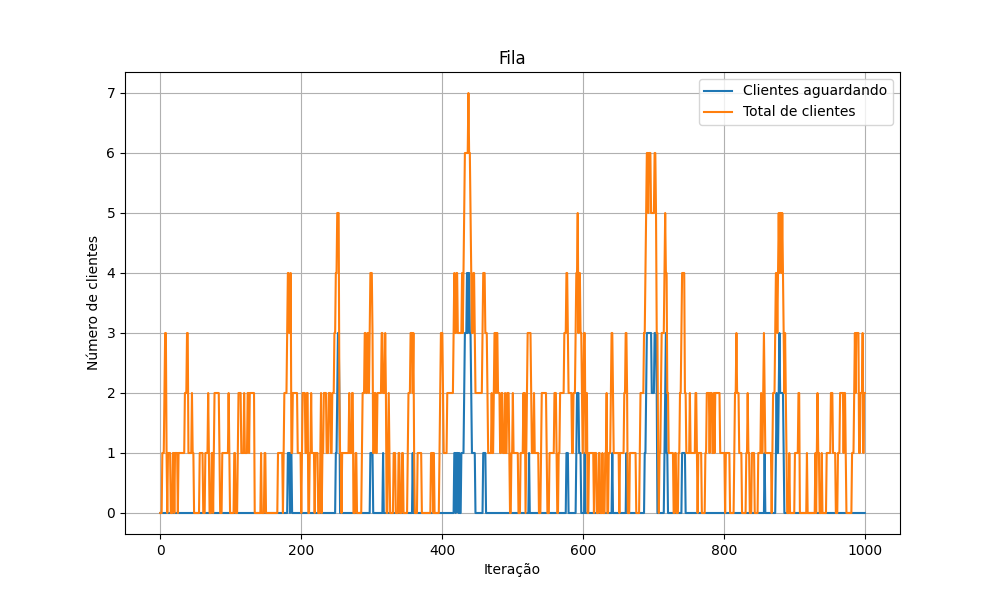 Fila
Clientes aguardando
Total de clientes
7
6
5
4
3
2
1
0
Número de clientes
0 200 400 600 800 1000
Iteração